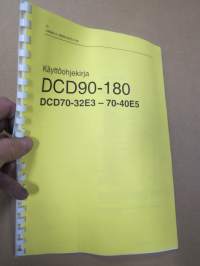 Käyttöohjekirja
DCD90-180
DCD70-32E3 – 70-40E5